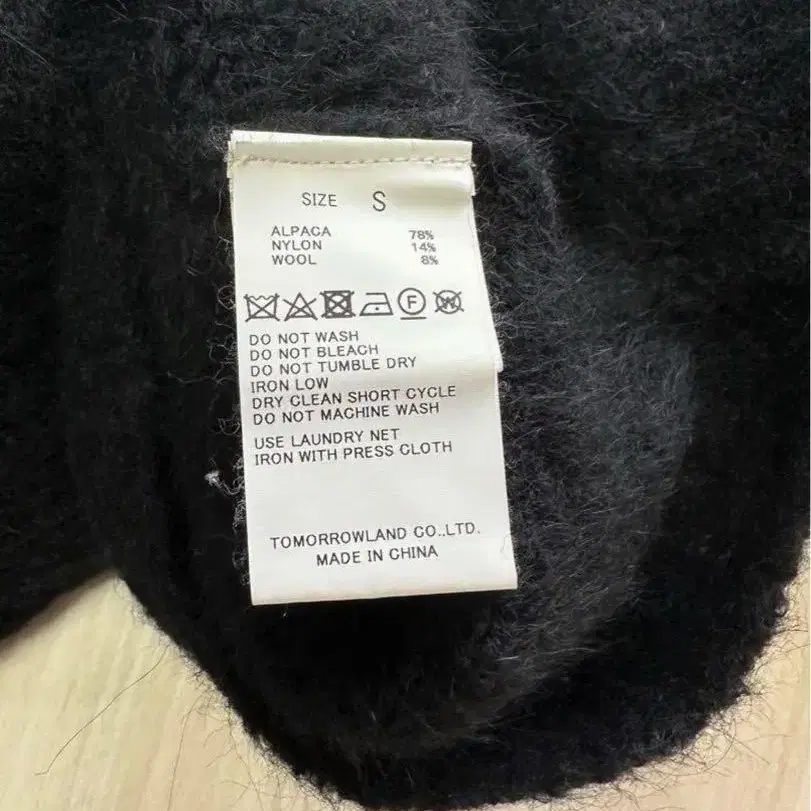 SIZE S
ALPACA 78%
NYLON 14%
WOOL 8%
F W
DO NOT WASH
DO NOT BLEACH
DO NOT TUMBLE DRY
IRON LOW
DRY CLEAN SHORT CYCLE
DO NOT MACHINE WASH
USE LAUNDRY NET
IRON WITH PRESS CLOTH
TOMORROWLAND CO.,LTD.
MADE IN CHINA